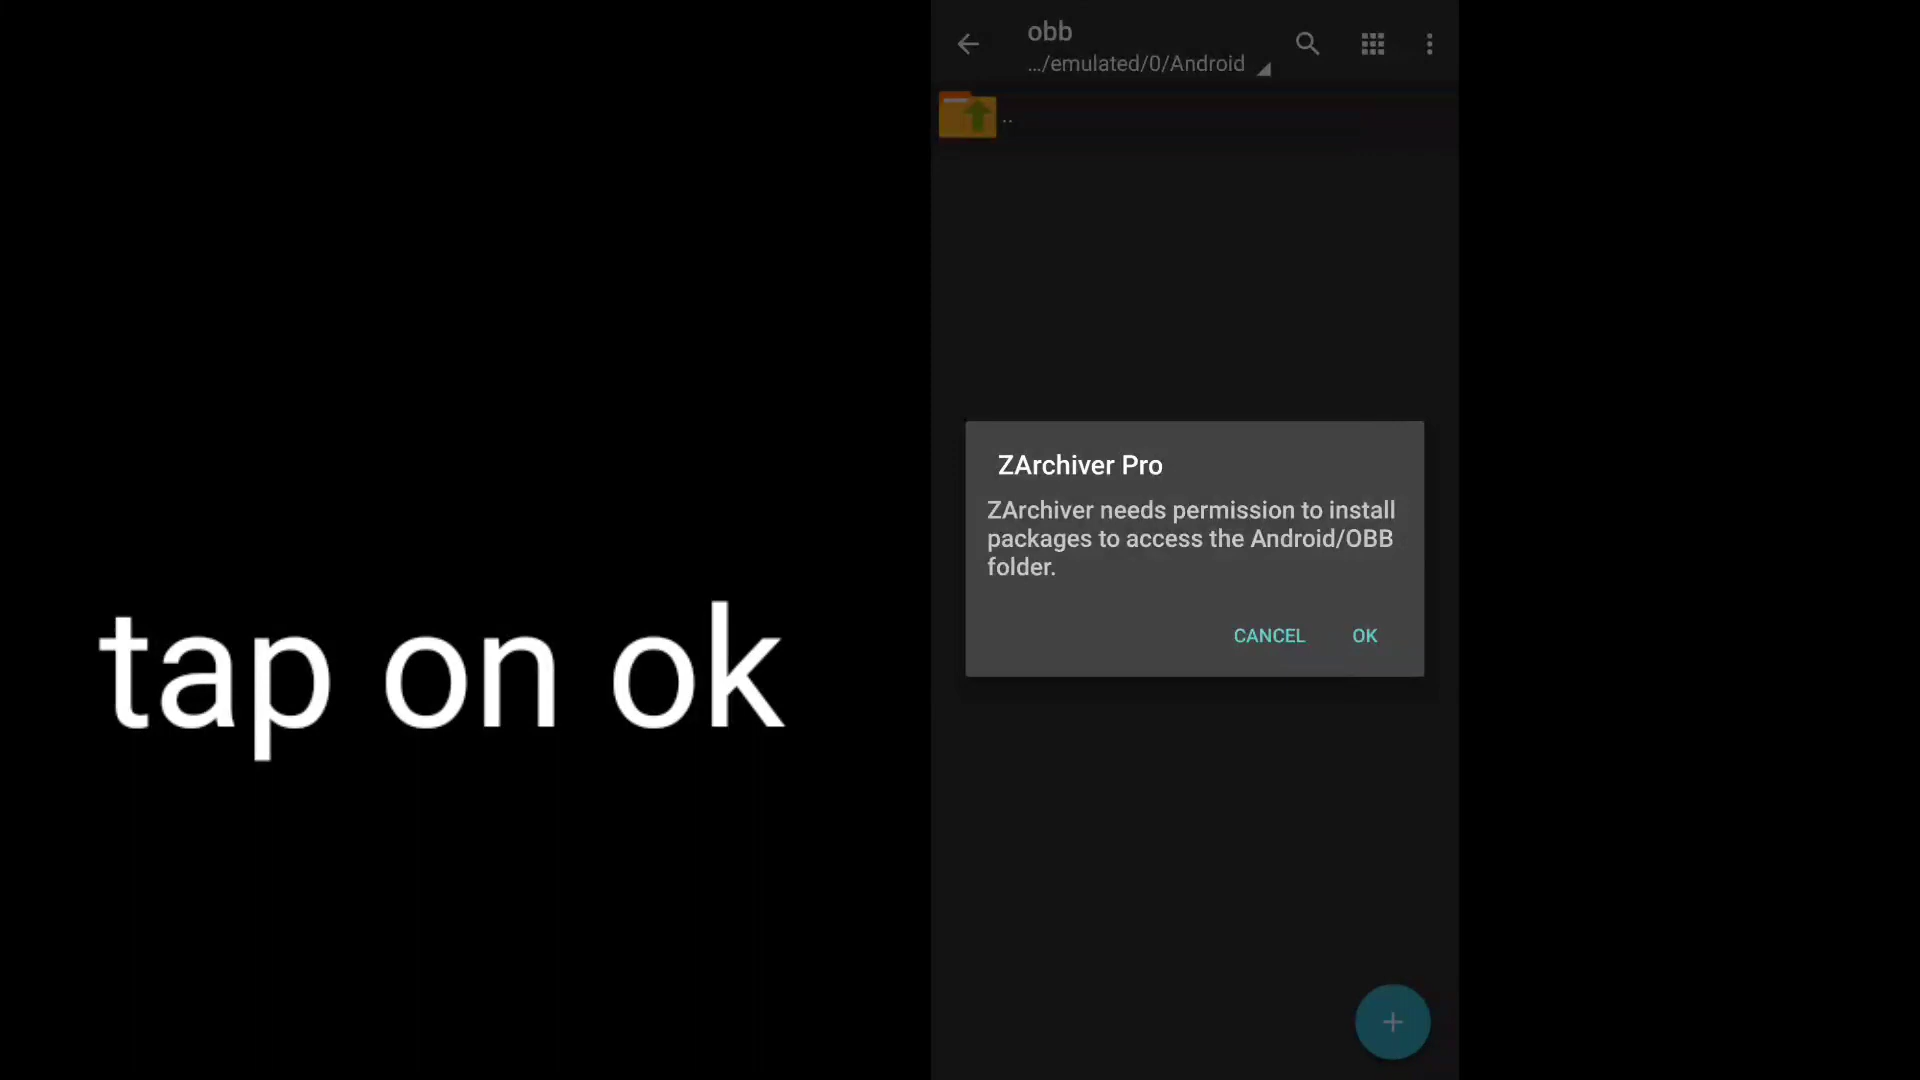 obb
.../emulated/0/Android
..
ZArchiver Pro
ZArchiver needs permission to install
packages to access the Android/OBB
folder.
CANCEL OK
tap on ok